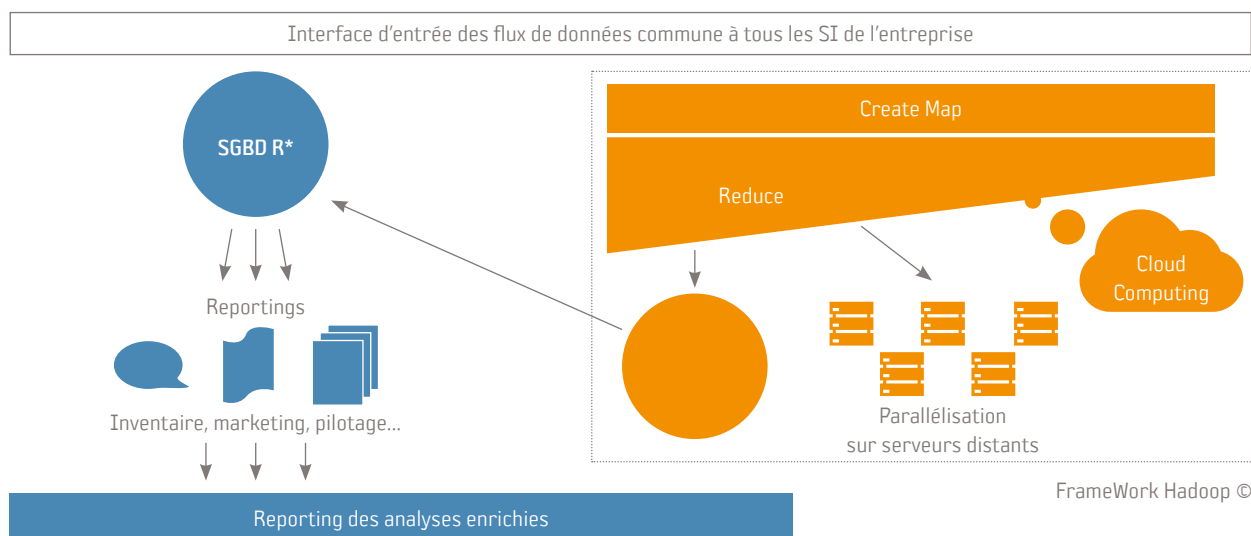 Interface d'entrée des flux de données commune à tous les SI de l'entreprise
SGBD R*
Reportings
Inventaire, marketing, pilotage...
Reporting des analyses enrichies
Create Map
Reduce
Cloud
Computing
Parallélisation
sur serveurs distants
FrameWork Hadoop ©